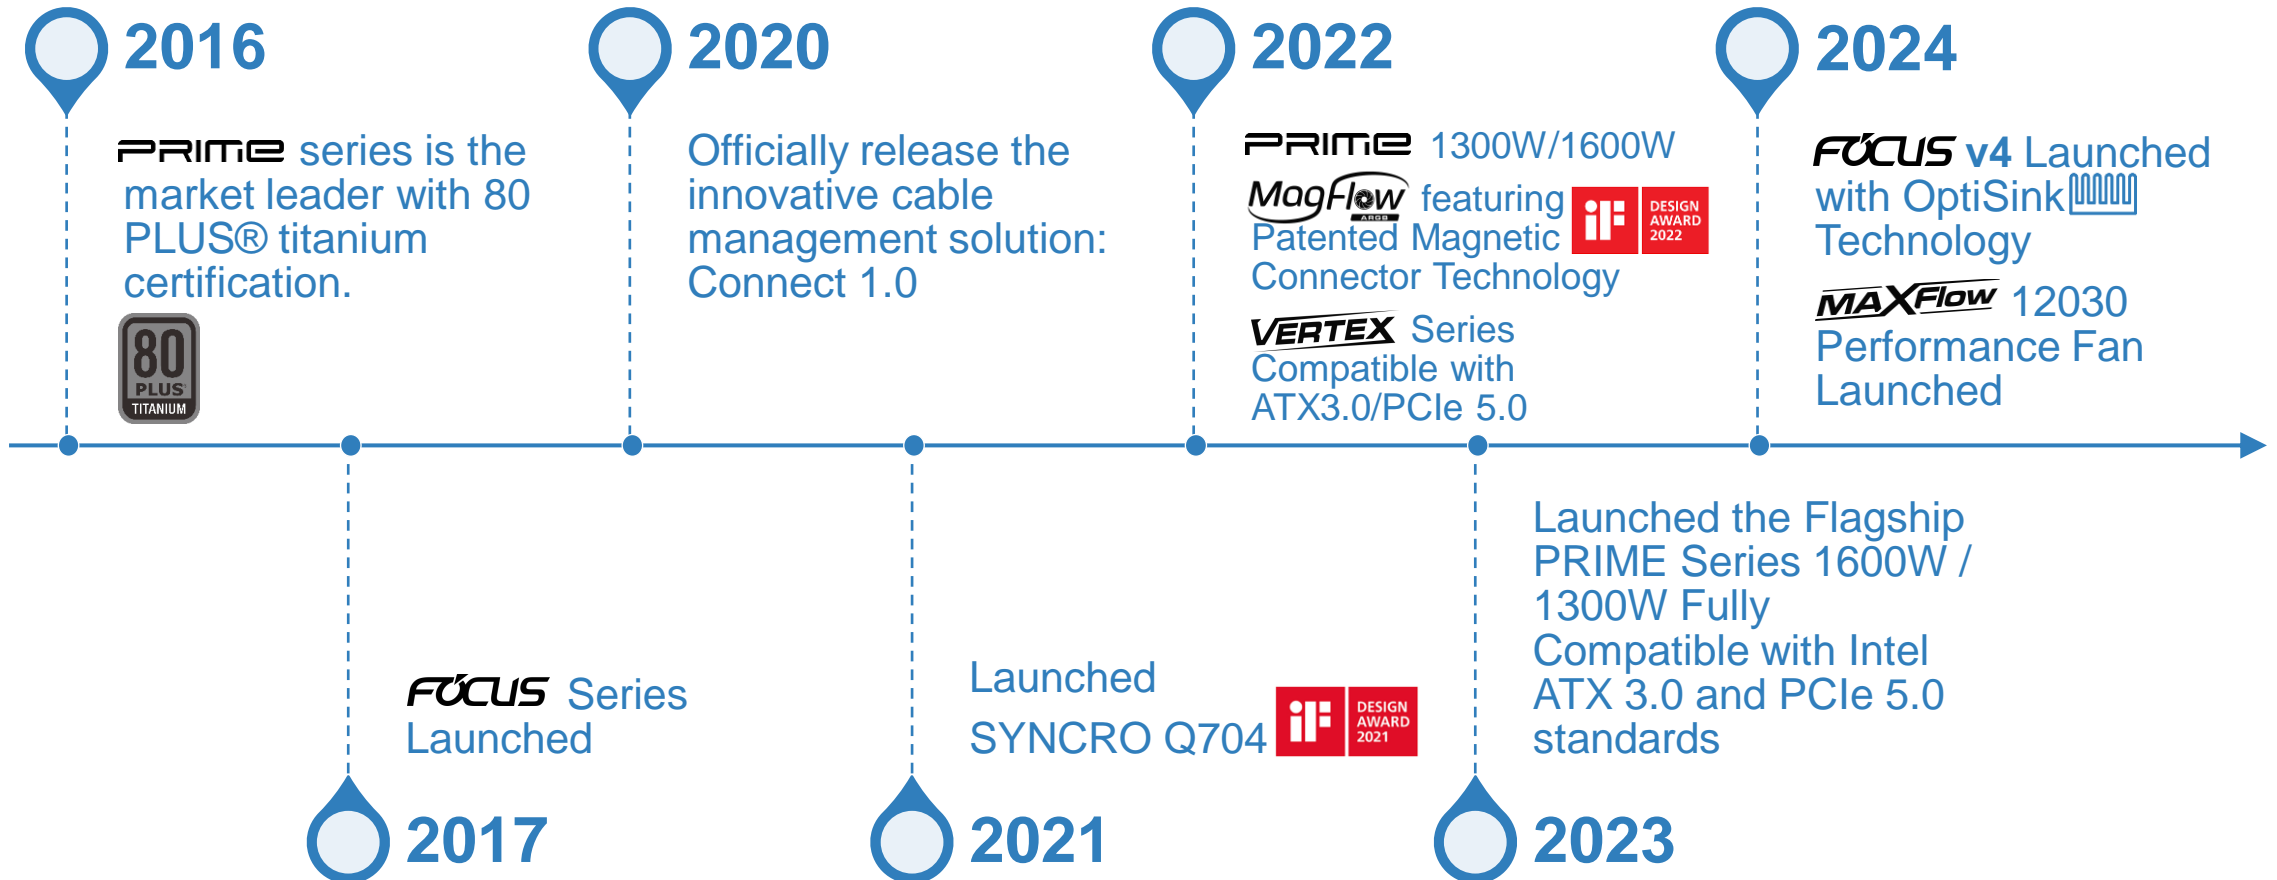 2016
PRIME series is the
market leader with 80
PLUS® titanium
certification.
80
PLUS®
TITANIUM
FOCUS Series
Launched
2017
2020
Officially release the
innovative cable
management solution:
Connect 1.0
Launched
SYNCRO Q704
iF
DESIGN
AWARD
2021
2021
2022
PRIME 1300W/1600W
MagFlow ARGB featuring
Patented Magnetic
Connector Technology
iF
DESIGN
AWARD
2022
VERTEX Series
Compatible with
ATX3.0/PCIe 5.0
Launched the Flagship
PRIME Series 1600W /
1300W Fully
Compatible with Intel
ATX 3.0 and PCIe 5.0
standards
2023
2024
FOCUS v4 Launched
with OptiSink
Technology
MAXFlow 12030
Performance Fan
Launched